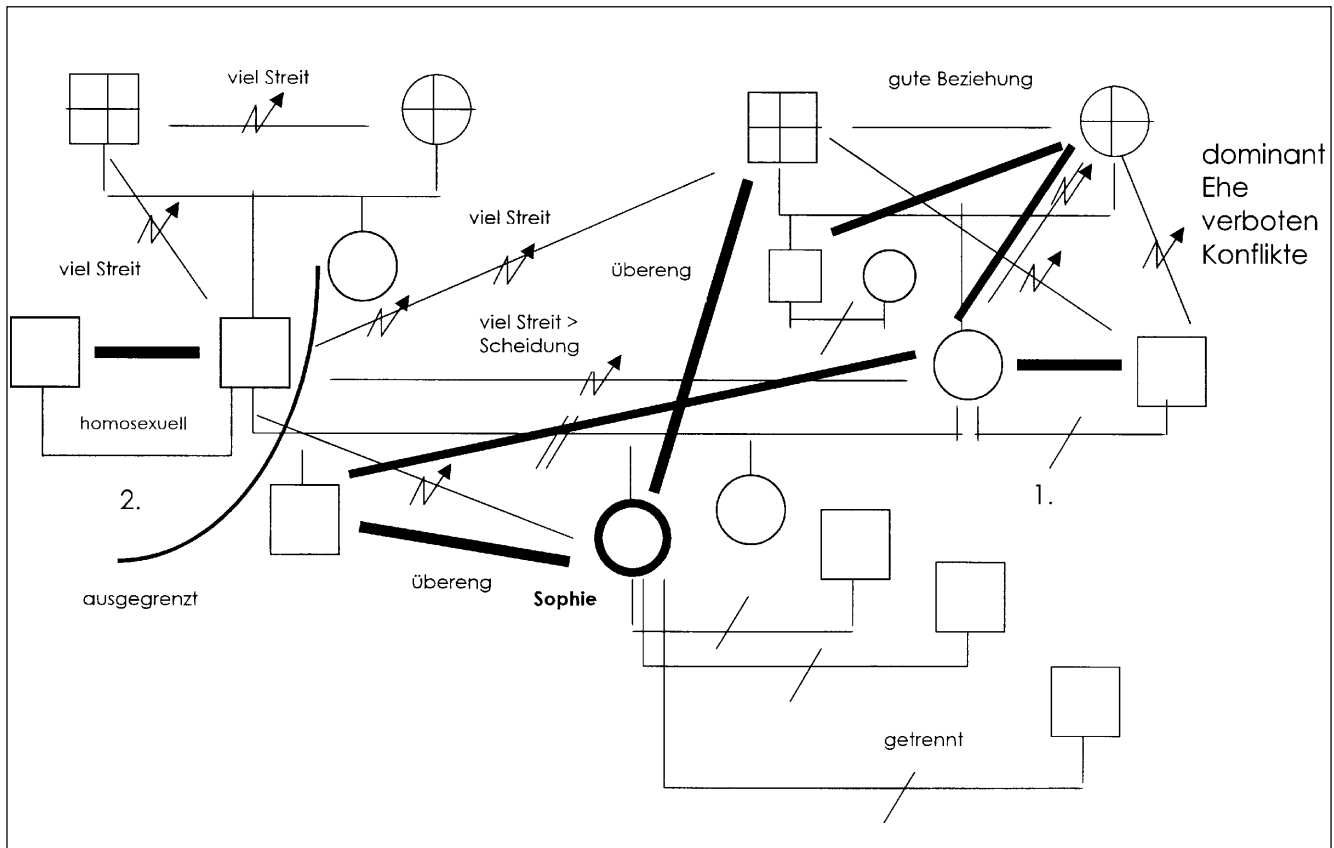 viel Streit
gute Beziehung
dominant
Ehe
verboten
Konflikte
viel Streit
viel Streit
übereng
viel Streit >
Scheidung
homosexuell
2.
1.
ausgegrenzt
übereng
Sophie
getrennt